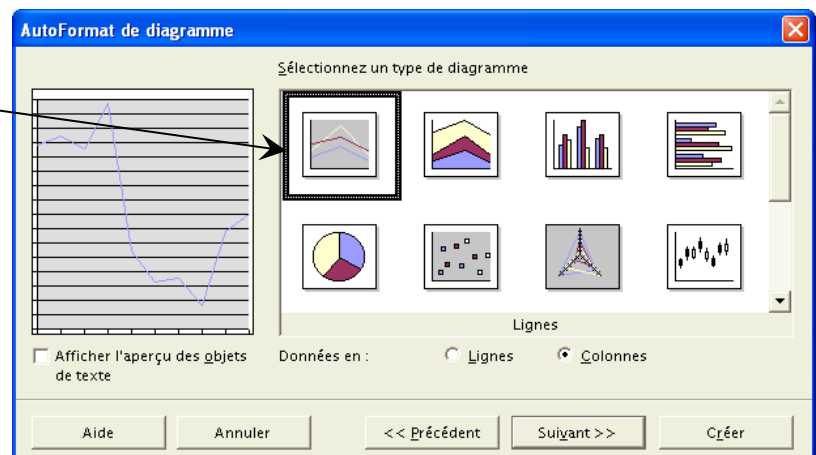 AutoFormat de diagramme
Sélectionnez un type de diagramme
Lignes
Afficher l'aperçu des objets
de texte
Données en :
Lignes
Colonnes
Aide
Annuler
<< Précédent
Suivant >>
Créer